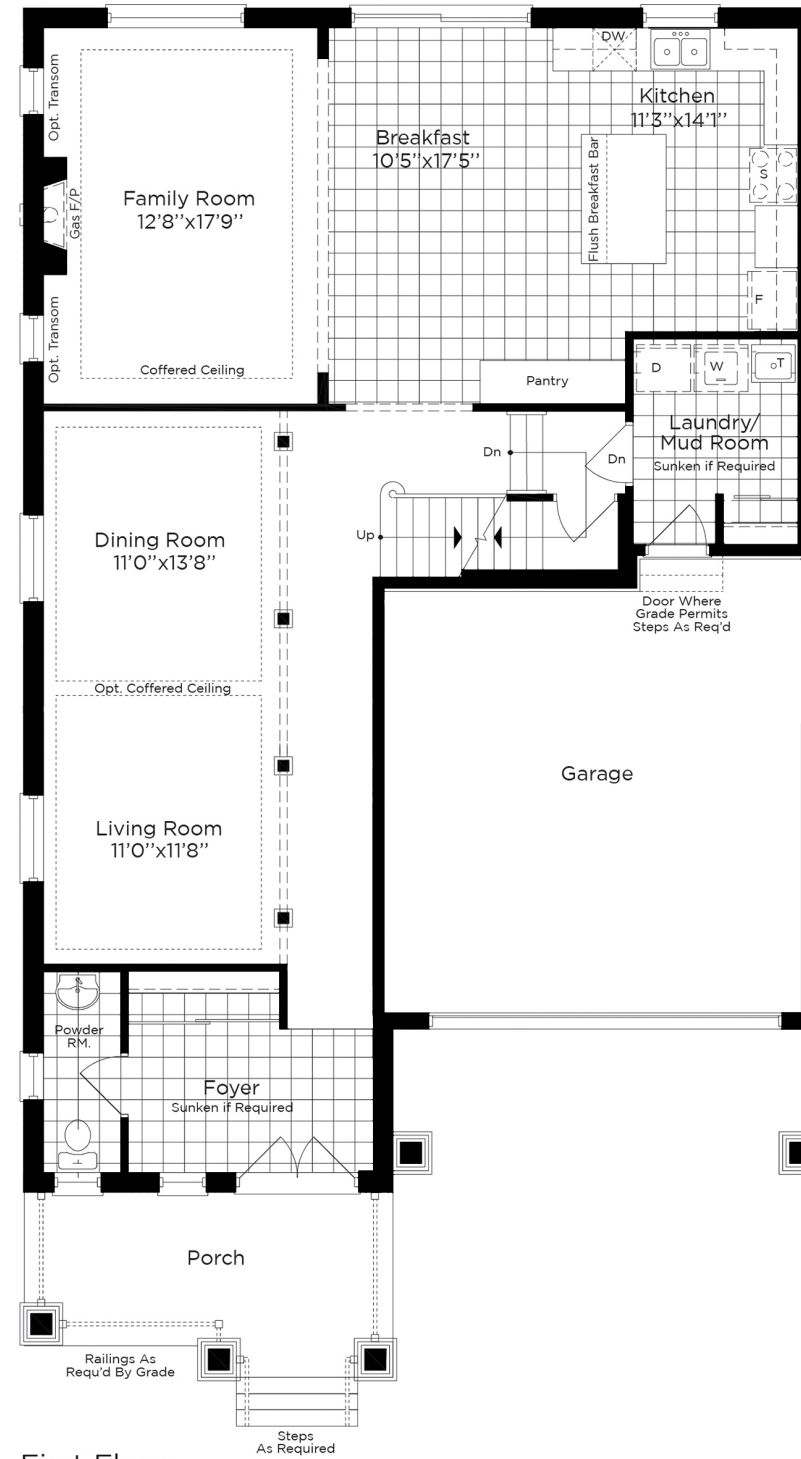 DW
Kitchen
11'3''x14'1''
Opt. Transom
Breakfast
10'5''x17'5''
Family Room
12'8''x17'9''
Gas F/P
Flush Breakfast Bar
S
F
Opt. Transom
Coffered Ceiling
Pantry
D
W
T
Laundry/
Mud Room
Sunken if Required
Dn
Dn
Up
Dining Room
11'0''x13'8''
Door Where
Grade Permits
Steps As Req'd
Opt. Coffered Ceiling
Garage
Living Room
11'0''x11'8''
Powder
RM.
Foyer
Sunken if Required
Porch
Railings As
Requ'd By Grade
Steps
As Required
First Floor